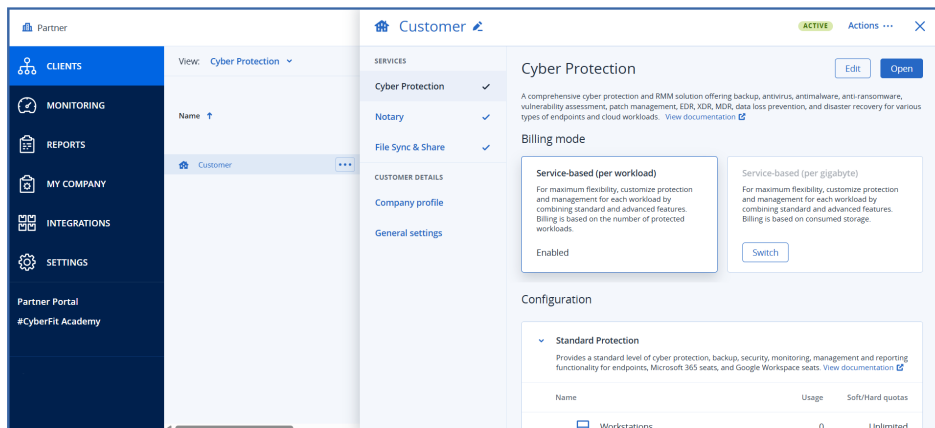 Partner
CLIENTS
MONITORING
REPORTS
MY COMPANY
INTEGRATIONS
SETTINGS
Partner Portal
#CyberFit Academy
View: Cyber Protection
Name
Customer
Customer
ACTIVE
Actions
SERVICES
Cyber Protection
Notary
File Sync & Share
CUSTOMER DETAILS
Company profile
General settings
Cyber Protection
Edit
Open
A comprehensive cyber protection and RMM solution offering backup, antivirus, antimalware, anti-ransomware,
vulnerability assessment, patch management, EDR, XDR, MDR, data loss prevention, and disaster recovery for various
types of endpoints and cloud workloads. View documentation
Billing mode
Service-based (per workload)
For maximum flexibility, customize protection
and management for each workload by
combining standard and advanced features.
Billing is based on the number of protected
workloads.
Enabled
Service-based (per gigabyte)
For maximum flexibility, customize protection
and management for each workload by
combining standard and advanced features.
Billing is based on consumed storage.
Switch
Configuration
Standard Protection
Provides a standard level of cyber protection, backup, security, monitoring, management and reporting
functionality for endpoints, Microsoft 365 seats, and Google Workspace seats. View documentation
Name Usage Soft/Hard quotas
Workstations 0 Unlimited